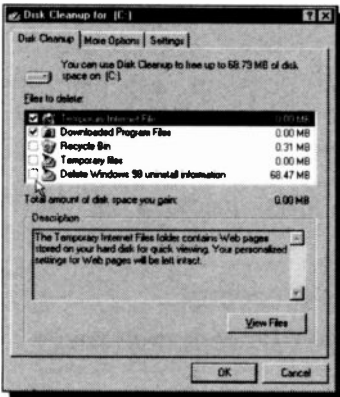 Disk Cleanup for [C:]
Disk Cleanup More Options Settings
You can use Disk Cleanup to free up to 68.79 MB of disk
space on [C:].
Files to delete:
Temporary Internet File 0.00 MB
Downloaded Program Files 0.00 MB
Recycle Bin 0.31 MB
Temporary files 0.00 MB
Delete Windows 98 uninstall information 68.47 MB
Total amount of disk space you gain: 0.00 MB
Description
The Temporary Internet Files folder contains Web pages
stored on your hard disk for quick viewing. Your personalized
settings for Web pages will be left intact.
View Files
OK Cancel